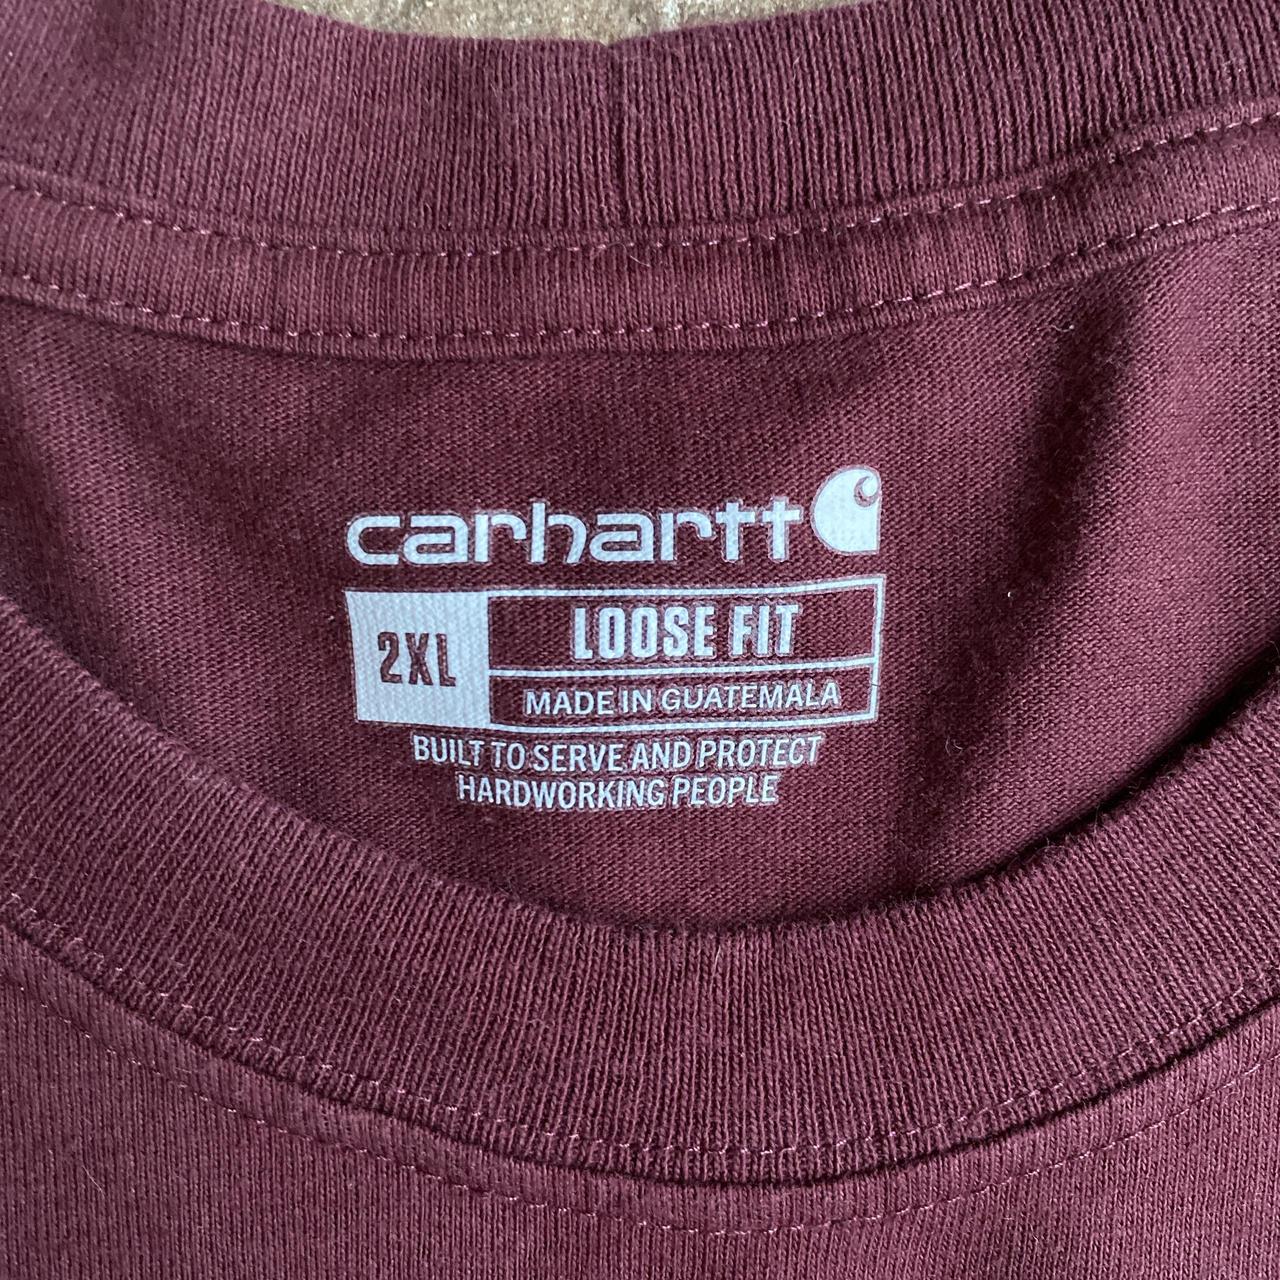 carhartt
2XL
LOOSE FIT
MADE IN GUATEMALA
BUILT TO SERVE AND PROTECT
HARDWORKING PEOPLE